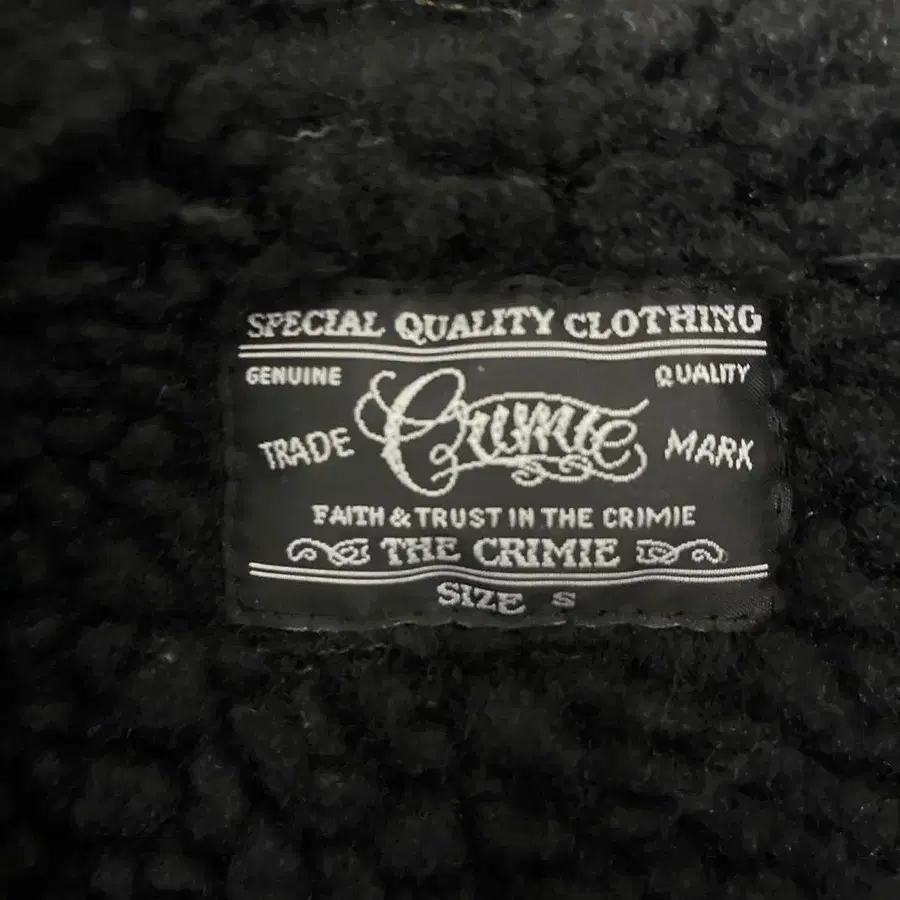 SPECIAL QUALITY CLOTHING
GENUINE QUALITY
Crimie
TRADE MARK
FAITH & TRUST IN THE CRIMIE
THE CRIMIE
SIZE S